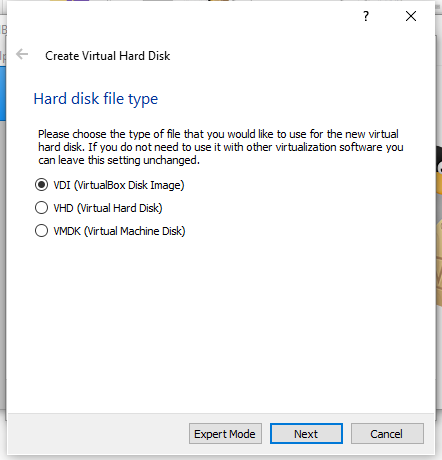 ?
Create Virtual Hard Disk
Hard disk file type
Please choose the type of file that you would like to use for the new virtual
hard disk. If you do not need to use it with other virtualization software you
can leave this setting unchanged.
VDI (VirtualBox Disk Image)
VHD (Virtual Hard Disk)
VMDK (Virtual Machine Disk)
Expert Mode Next Cancel